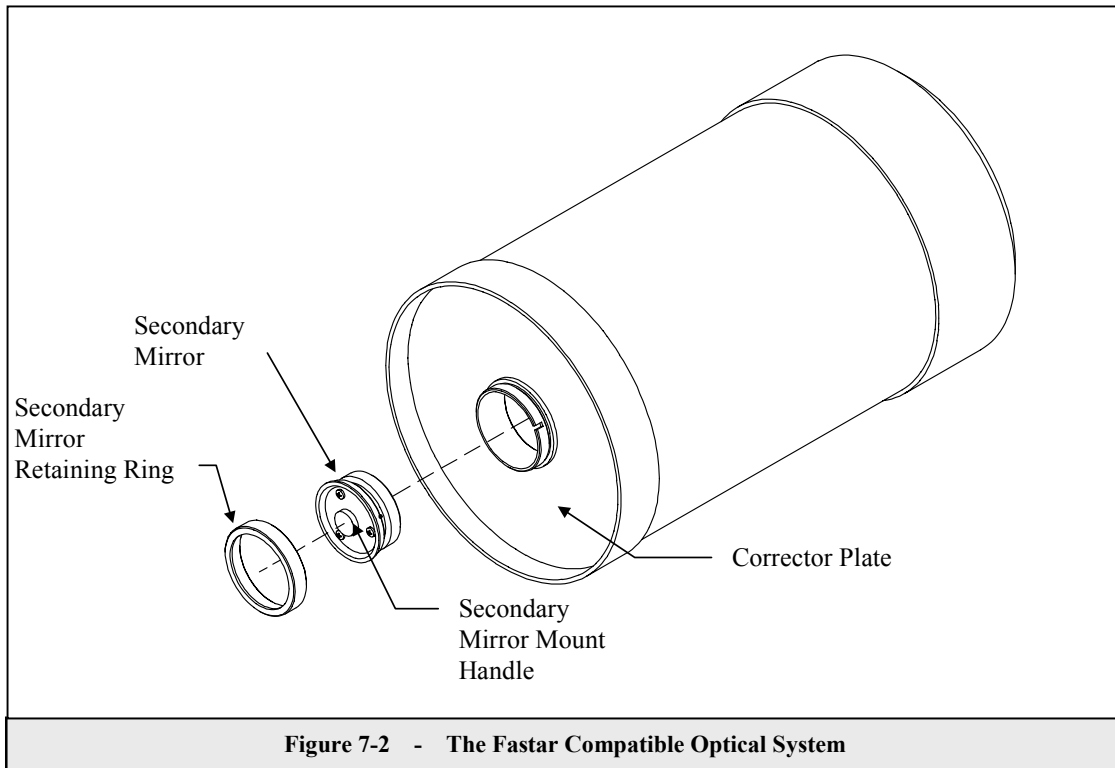 Secondary
Mirror
Secondary
Mirror
Retaining Ring
Corrector Plate
Secondary
Mirror Mount
Handle
Figure 7-2 - The Fastar Compatible Optical System